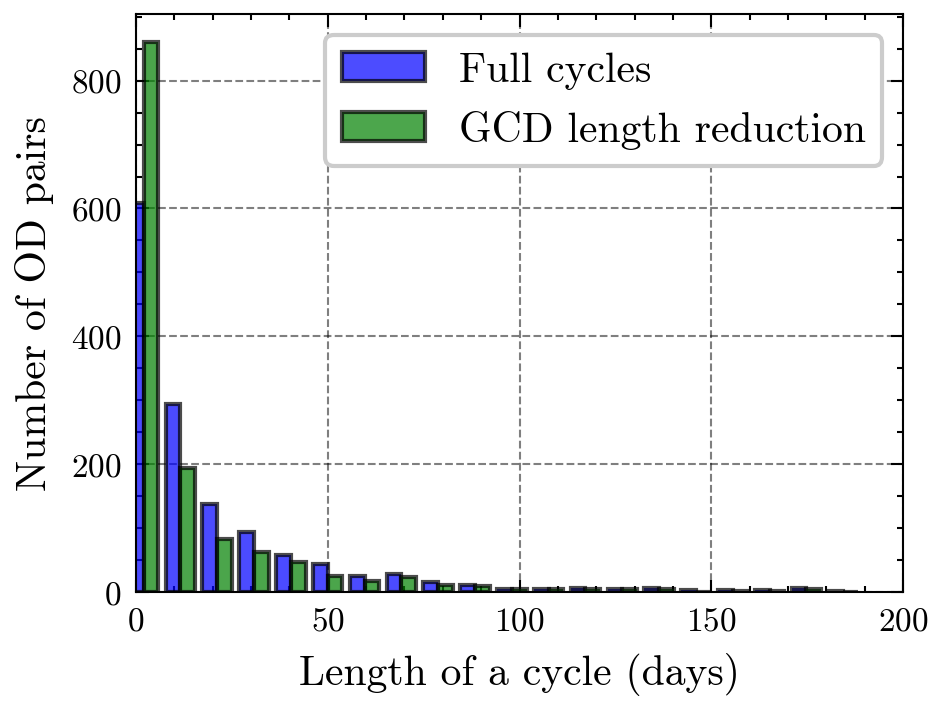 Full cycles
GCD length reduction
Number of OD pairs
800
600
400
200
0
0 50 100 150 200
Length of a cycle (days)